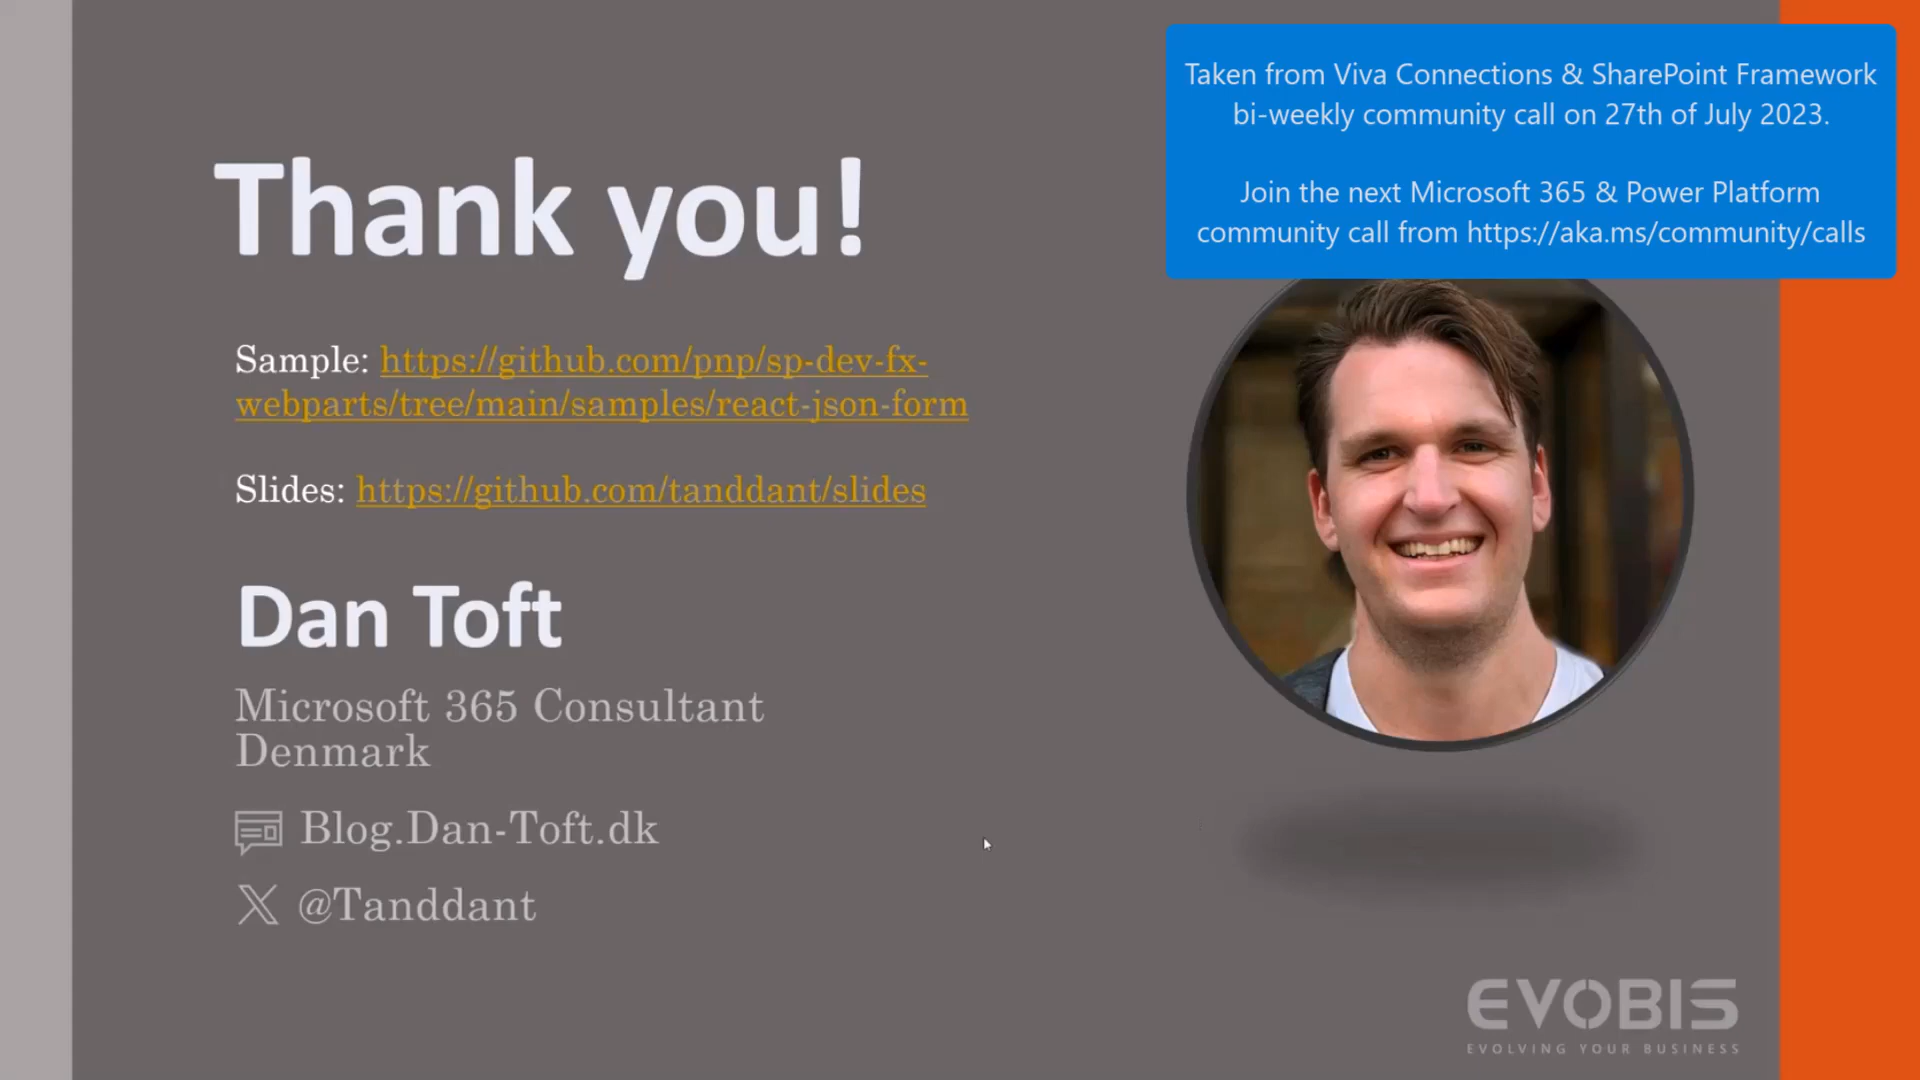 Taken from Viva Connections & SharePoint Framework
bi-weekly community call on 27th of July 2023.
Join the next Microsoft 365 & Power Platform
community call from https://aka.ms/community/calls
Thank you!
Sample: https://github.com/pnp/sp-dev-fx-
webparts/tree/main/samples/react-json-form
Slides: https://github.com/tanddant/slides
Dan Toft
Microsoft 365 Consultant
Denmark
Blog.Dan-Toft.dk
@Tanddant
EVOBIS
EVOLVING YOUR BUSINESS